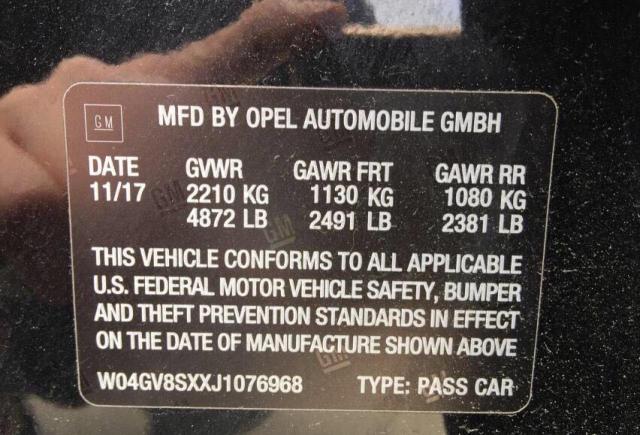 GM MFD BY OPEL AUTOMOBILE GMBH
DATE GVWR GAWR FRT GAWR RR
11/17 2210 KG 1130 KG 1080 KG
4872 LB 2491 LB 2381 LB
THIS VEHICLE CONFORMS TO ALL APPLICABLE
U.S. FEDERAL MOTOR VEHICLE SAFETY, BUMPER
AND THEFT PREVENTION STANDARDS IN EFFECT
ON THE DATE OF MANUFACTURE SHOWN ABOVE
W04GV8SXXJ1076968 TYPE: PASS CAR